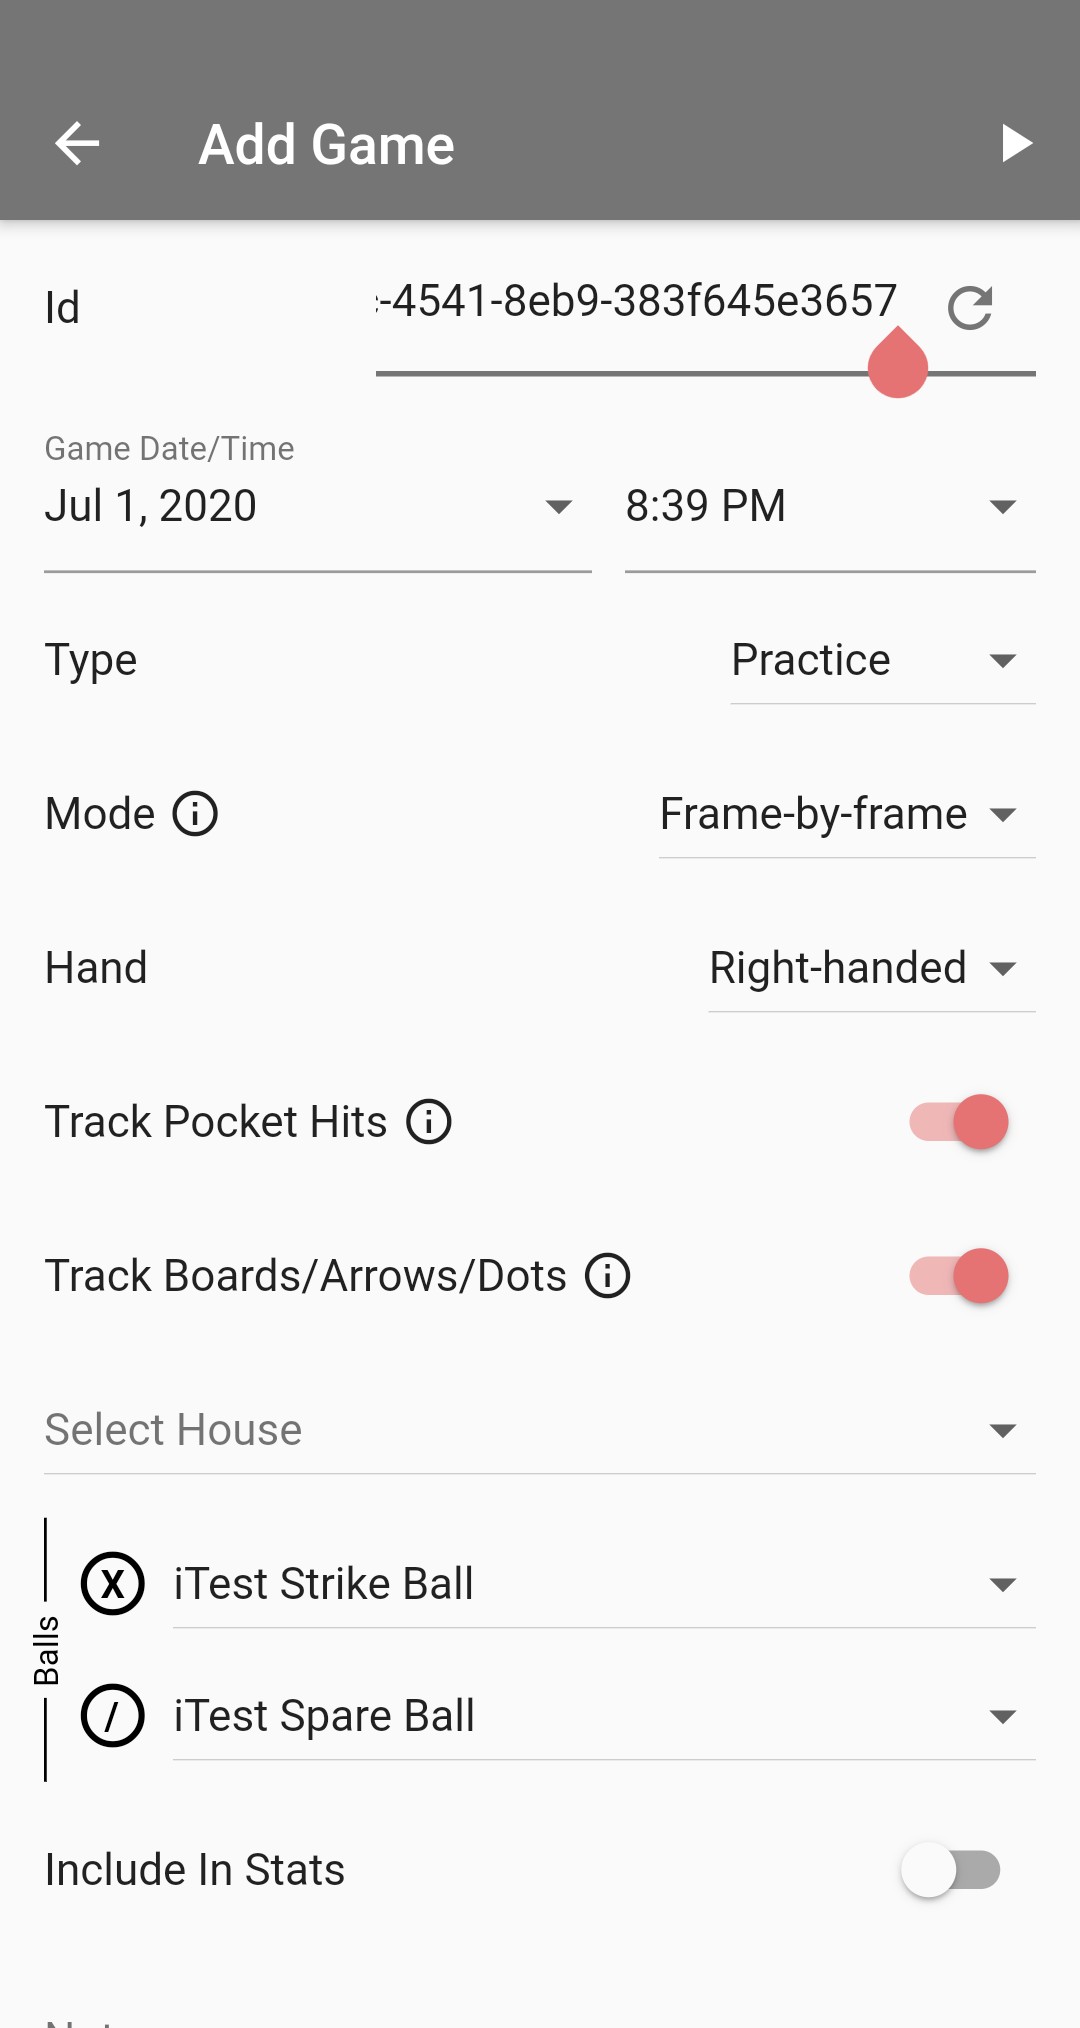 Add Game
Id
-4541-8eb9-383f645e3657
Game Date/Time
Jul 1, 2020
8:39 PM
Type
Practice
Mode
Frame-by-frame
Hand
Right-handed
Track Pocket Hits
Track Boards/Arrows/Dots
Select House
Balls
X
iTest Strike Ball
/
iTest Spare Ball
Include In Stats